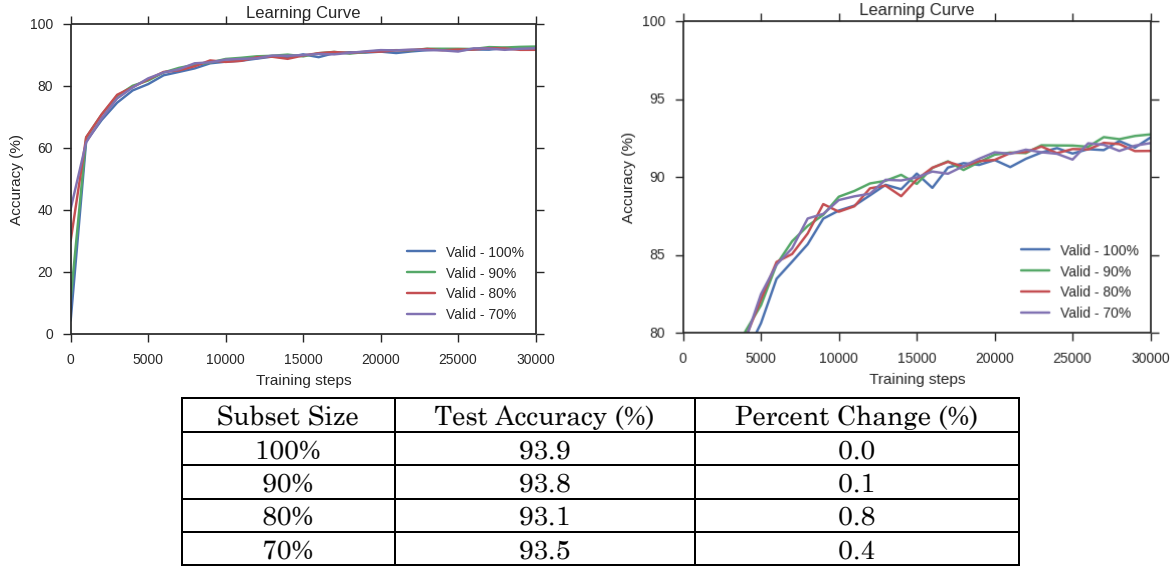 Learning Curve
100
80
60
40
20
0
Accuracy (%)
Valid - 100%
Valid - 90%
Valid - 80%
Valid - 70%
0 5000 10000 15000 20000 25000 30000
Training steps
Learning Curve
100
95
90
85
80
Accuracy (%)
Valid - 100%
Valid - 90%
Valid - 80%
Valid - 70%
0 5000 10000 15000 20000 25000 30000
Training steps
Subset Size Test Accuracy (%) Percent Change (%)
100% 93.9 0.0
90% 93.8 0.1
80% 93.1 0.8
70% 93.5 0.4